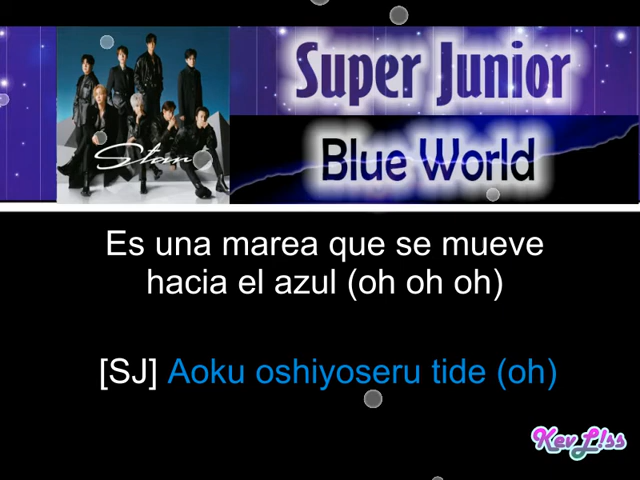 Super Junior
Star
Blue World
Es una marea que se mueve
hacia el azul (oh oh oh)
[SJ] Aoku oshiyoseru tide (oh)
KevL!ss